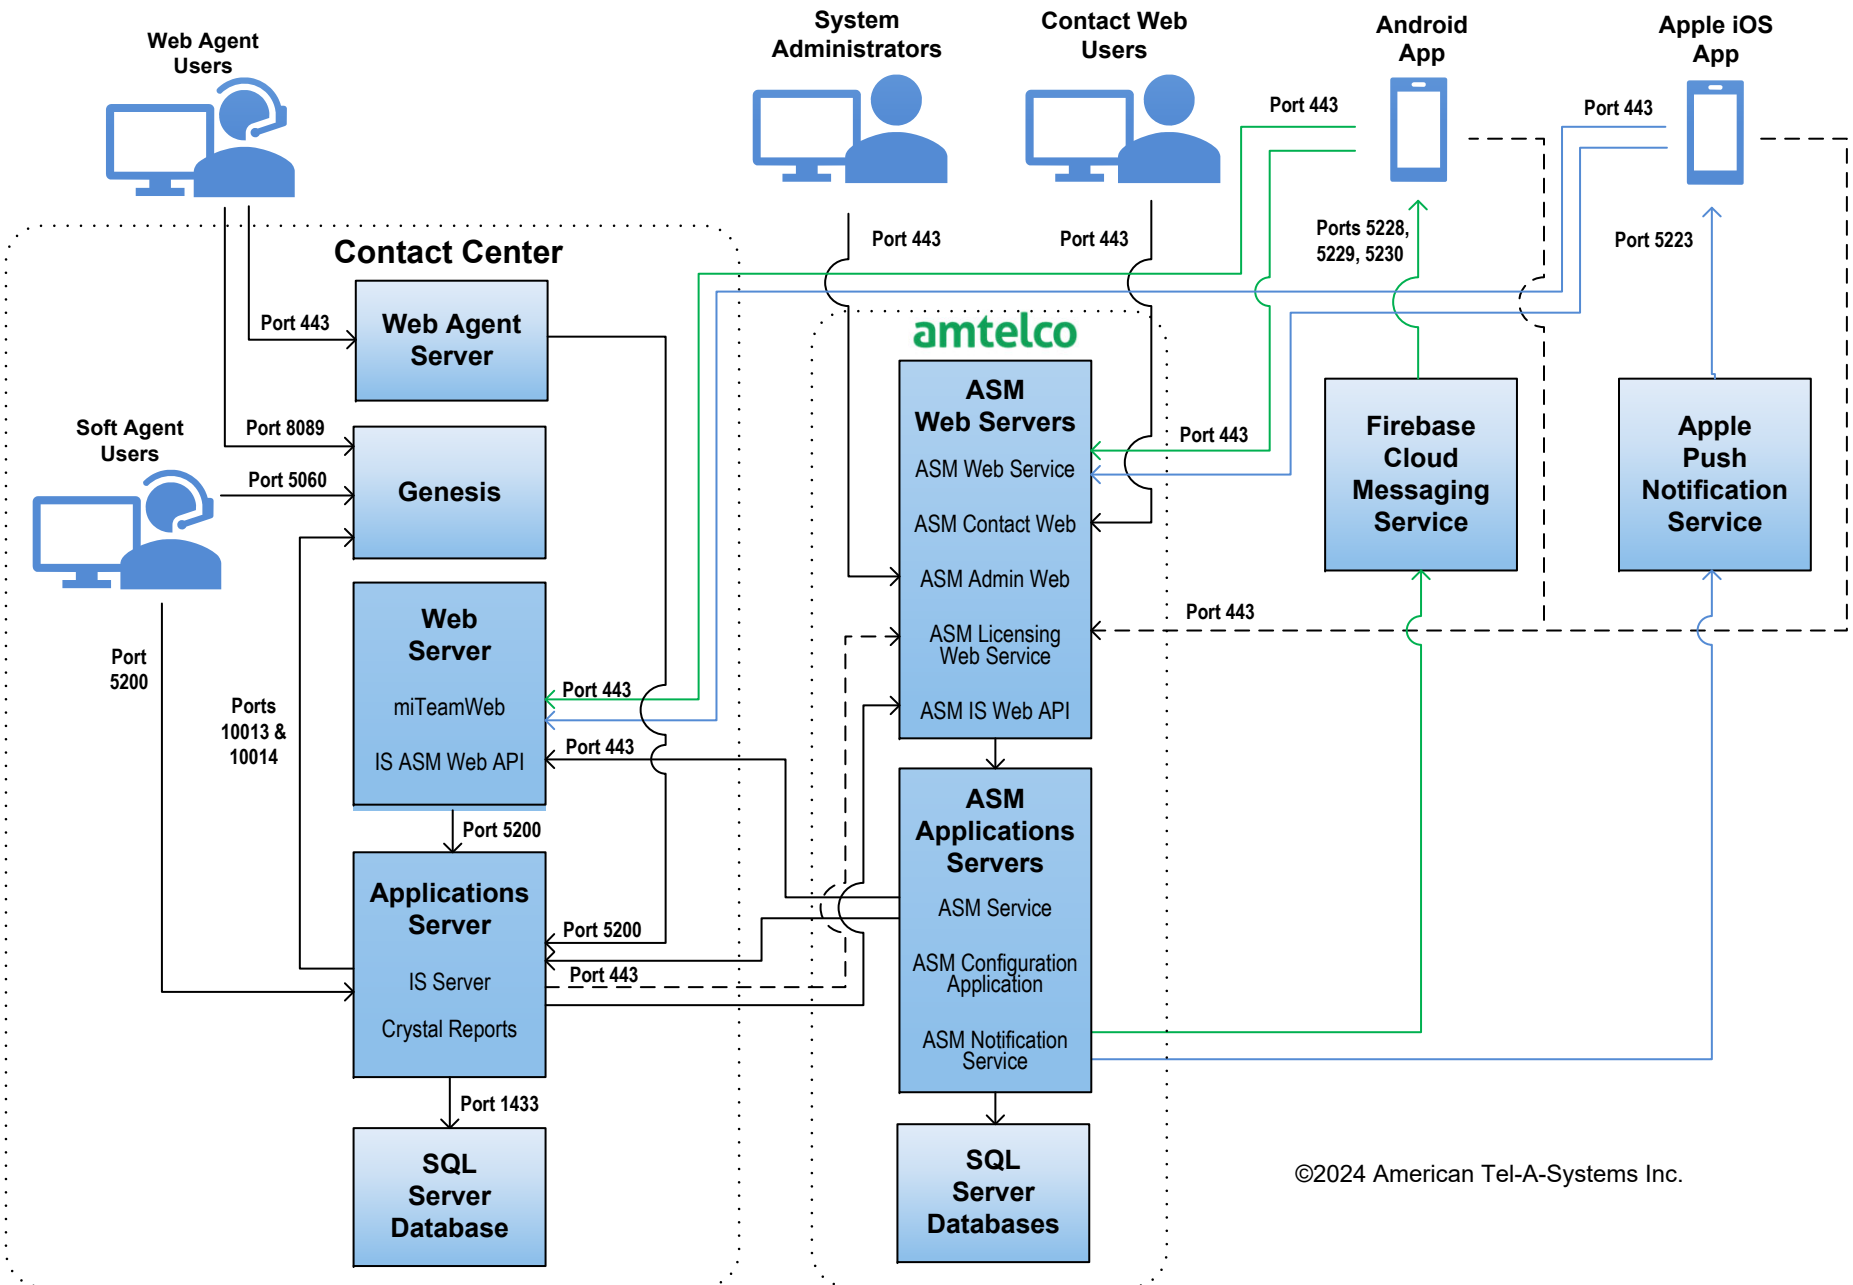 Web Agent
Users
System
Administrators
Contact Web
Users
Android
App
Apple iOS
App
Port 443
Port 443
Port 443
Port 443
Ports 5228,
5229, 5230
Port 5223
Contact Center
Port 443
Web Agent
Server
amtelco
Soft Agent
Users
Port 8089
Port 5060
Genesis
ASM
Web Servers
ASM Web Service
ASM Contact Web
ASM Admin Web
ASM Licensing
Web Service
ASM IS Web API
Port 443
Port 443
Firebase
Cloud
Messaging
Service
Apple
Push
Notification
Service
Port
5200
Ports
10013 &
10014
Web
Server
miTeamWeb
IS ASM Web API
Port 443
Port 443
Port 5200
Applications
Server
IS Server
Crystal Reports
Port 5200
Port 443
ASM
Applications
Servers
ASM Service
ASM Configuration
Application
ASM Notification
Service
Port 1433
SQL
Server
Database
SQL
Server
Databases
©2024 American Tel-A-Systems Inc.